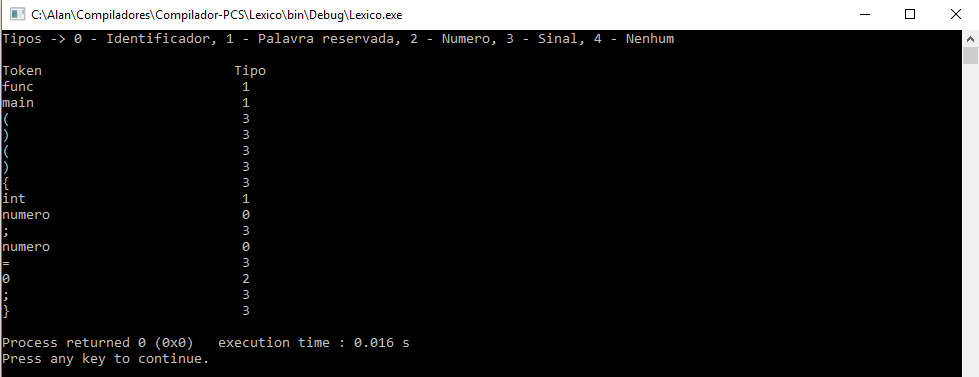 C:\Alan\Compiladores\Compilador-PCS\Lexico\bin\Debug\Lexico.exe
Tipos -> 0 - Identificador, 1 - Palavra reservada, 2 - Numero, 3 - Sinal, 4 - Nenhum
Token Tipo
func 1
main 1
( 3
) 3
( 3
) 3
{ 3
int 1
numero 0
; 3
numero 0
= 3
0 2
; 3
} 3
Process returned 0 (0x0) execution time : 0.016 s
Press any key to continue.